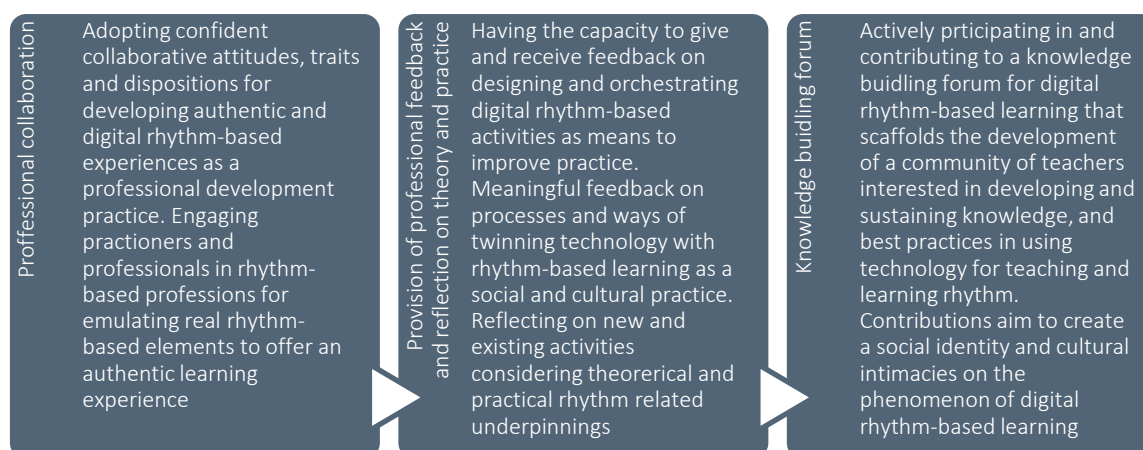 Proffessional collaboration
Adopting confident
collaborative attitudes, traits
and dispositions for
developing authentic and
digital rhythm-based
experiences as a
professional development
practice. Engaging
practioners and
professionals in rhythm-
based professions for
emulating real rhythm-
based elements to offer an
authentic learning
experience
Provision of professional feedback
and reflection on theory and practice
Having the capacity to give
and receive feedback on
designing and orchestrating
digital rhythm-based
activities as means to
improve practice.
Meaningful feedback on
processes and ways of
twinning technology with
rhythm-based learning as a
social and cultural practice.
Reflecting on new and
existing activities
considering theorerical and
practical rhythm related
underpinnings
Knowledge buidling forum
Actively prticipating in and
contributing to a knowledge
buidling forum for digital
rhythm-based learning that
scaffolds the development
of a community of teachers
interested in developing and
sustaining knowledge, and
best practices in using
technology for teaching and
learning rhythm.
Contributions aim to create
a social identity and cultural
intimacies on the
phenomenon of digital
rhythm-based learning